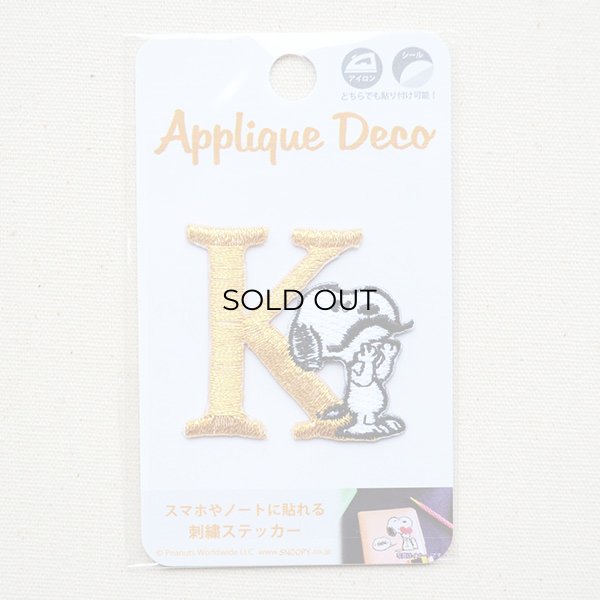 アイロン
シール
どちらでも貼り付け可能！
Applique Deco
K
SOLD OUT
スマホやノートに貼れる
刺繍ステッカー
© Peanuts Worldwide LLC www.SNOOPY.co.jp